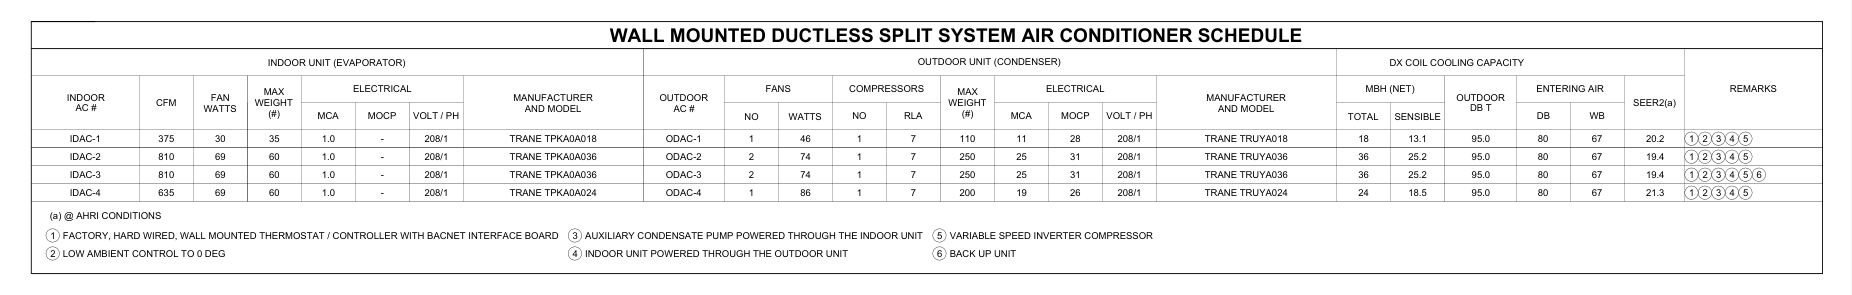 WALL MOUNTED DUCTLESS SPLIT SYSTEM AIR CONDITIONER SCHEDULE
INDOOR UNIT (EVAPORATOR) OUTDOOR UNIT (CONDENSER) DX COIL COOLING CAPACITY
INDOOR AC # CFM FAN WATTS MAX WEIGHT (#) ELECTRICAL MANUFACTURER AND MODEL OUTDOOR AC # FANS COMPRESSORS MAX WEIGHT (#) ELECTRICAL MANUFACTURER AND MODEL MBH (NET) OUTDOOR DB T ENTERING AIR SEER2(a) REMARKS
MCA MOCP VOLT / PH NO WATTS NO RLA MCA MOCP VOLT / PH TOTAL SENSIBLE DB WB
IDAC-1 375 30 35 1.0 - 208/1 TRANE TPKA0A018 ODAC-1 1 46 1 7 110 11 28 208/1 TRANE TRUYA018 18 13.1 95.0 80 67 20.2 1 2 3 4 5
IDAC-2 810 69 60 1.0 - 208/1 TRANE TPKA0A036 ODAC-2 2 74 1 7 250 25 31 208/1 TRANE TRUYA036 36 25.2 95.0 80 67 19.4 1 2 3 4 5
IDAC-3 810 69 60 1.0 - 208/1 TRANE TPKA0A036 ODAC-3 2 74 1 7 250 25 31 208/1 TRANE TRUYA036 36 25.2 95.0 80 67 19.4 1 2 3 4 5 6
IDAC-4 635 69 60 1.0 - 208/1 TRANE TPKA0A024 ODAC-4 1 86 1 7 200 19 26 208/1 TRANE TRUYA024 24 18.5 95.0 80 67 21.3 1 2 3 4 5
(a) @ AHRI CONDITIONS
1 FACTORY, HARD WIRED, WALL MOUNTED THERMOSTAT / CONTROLLER WITH BACNET INTERFACE BOARD 3 AUXILIARY CONDENSATE PUMP POWERED THROUGH THE INDOOR UNIT 5 VARIABLE SPEED INVERTER COMPRESSOR
2 LOW AMBIENT CONTROL TO 0 DEG 4 INDOOR UNIT POWERED THROUGH THE OUTDOOR UNIT 6 BACK UP UNIT